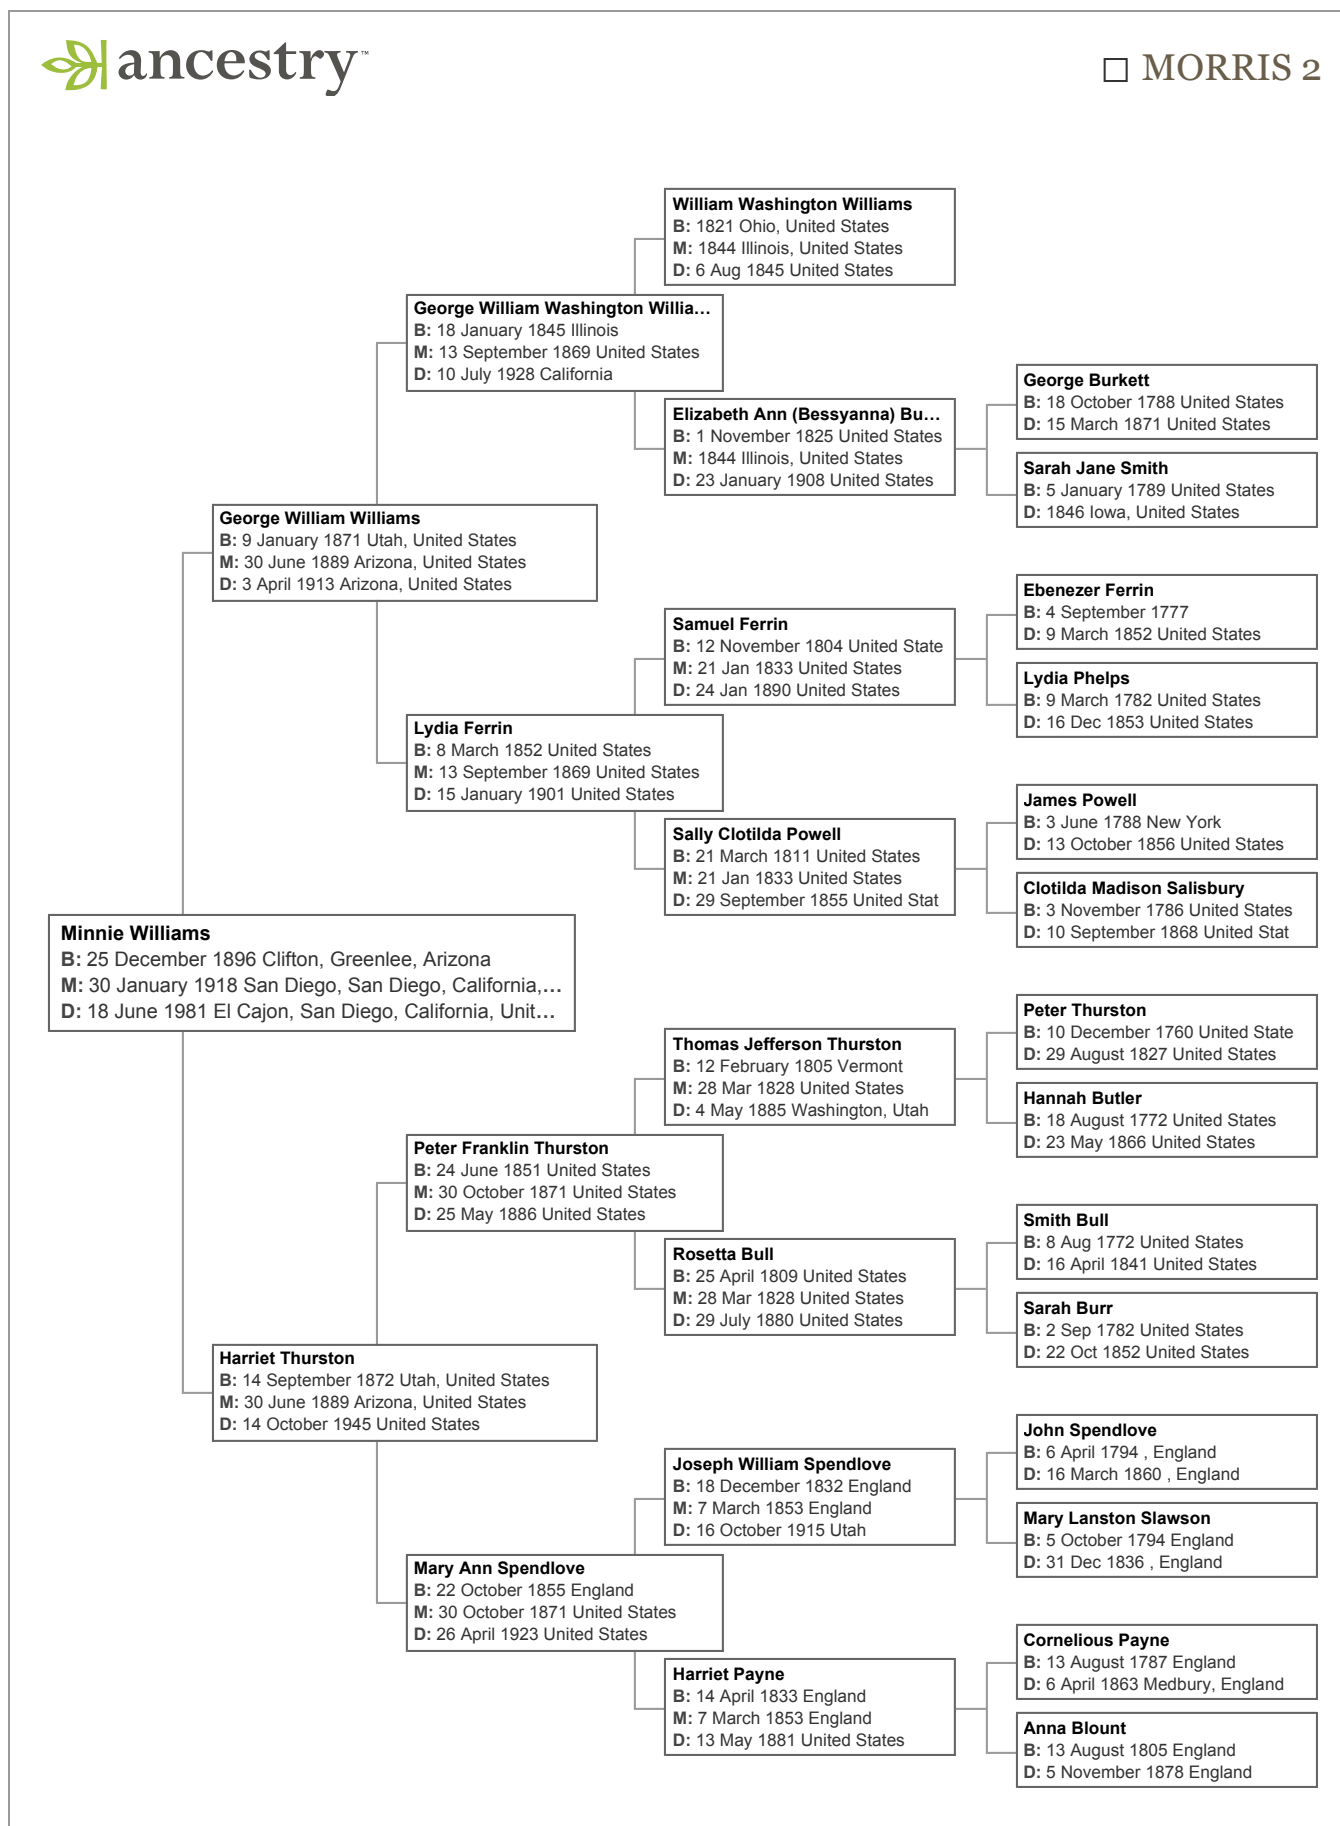 ancestry™
MORRIS 2
William Washington Williams
B: 1821 Ohio, United States
M: 1844 Illinois, United States
D: 6 Aug 1845 United States
George William Washington Willia…
B: 18 January 1845 Illinois
M: 13 September 1869 United States
D: 10 July 1928 California
George Burkett
B: 18 October 1788 United States
D: 15 March 1871 United States
Elizabeth Ann (Bessyanna) Bu…
B: 1 November 1825 United States
M: 1844 Illinois, United States
D: 23 January 1908 United States
Sarah Jane Smith
B: 5 January 1789 United States
D: 1846 Iowa, United States
George William Williams
B: 9 January 1871 Utah, United States
M: 30 June 1889 Arizona, United States
D: 3 April 1913 Arizona, United States
Ebenezer Ferrin
B: 4 September 1777
D: 9 March 1852 United States
Samuel Ferrin
B: 12 November 1804 United State
M: 21 Jan 1833 United States
D: 24 Jan 1890 United States
Lydia Phelps
B: 9 March 1782 United States
D: 16 Dec 1853 United States
Lydia Ferrin
B: 8 March 1852 United States
M: 13 September 1869 United States
D: 15 January 1901 United States
James Powell
B: 3 June 1788 New York
D: 13 October 1856 United States
Sally Clotilda Powell
B: 21 March 1811 United States
M: 21 Jan 1833 United States
D: 29 September 1855 United Stat
Clotilda Madison Salisbury
B: 3 November 1786 United States
D: 10 September 1868 United Stat
Minnie Williams
B: 25 December 1896 Clifton, Greenlee, Arizona
M: 30 January 1918 San Diego, San Diego, California,…
D: 18 June 1981 El Cajon, San Diego, California, Unit…
Peter Thurston
B: 10 December 1760 United State
D: 29 August 1827 United States
Thomas Jefferson Thurston
B: 12 February 1805 Vermont
M: 28 Mar 1828 United States
D: 4 May 1885 Washington, Utah
Hannah Butler
B: 18 August 1772 United States
D: 23 May 1866 United States
Peter Franklin Thurston
B: 24 June 1851 United States
M: 30 October 1871 United States
D: 25 May 1886 United States
Smith Bull
B: 8 Aug 1772 United States
D: 16 April 1841 United States
Rosetta Bull
B: 25 April 1809 United States
M: 28 Mar 1828 United States
D: 29 July 1880 United States
Sarah Burr
B: 2 Sep 1782 United States
D: 22 Oct 1852 United States
Harriet Thurston
B: 14 September 1872 Utah, United States
M: 30 June 1889 Arizona, United States
D: 14 October 1945 United States
John Spendlove
B: 6 April 1794 , England
D: 16 March 1860 , England
Joseph William Spendlove
B: 18 December 1832 England
M: 7 March 1853 England
D: 16 October 1915 Utah
Mary Lanston Slawson
B: 5 October 1794 England
D: 31 Dec 1836 , England
Mary Ann Spendlove
B: 22 October 1855 England
M: 30 October 1871 United States
D: 26 April 1923 United States
Cornelious Payne
B: 13 August 1787 England
D: 6 April 1863 Medbury, England
Harriet Payne
B: 14 April 1833 England
M: 7 March 1853 England
D: 13 May 1881 United States
Anna Blount
B: 13 August 1805 England
D: 5 November 1878 England